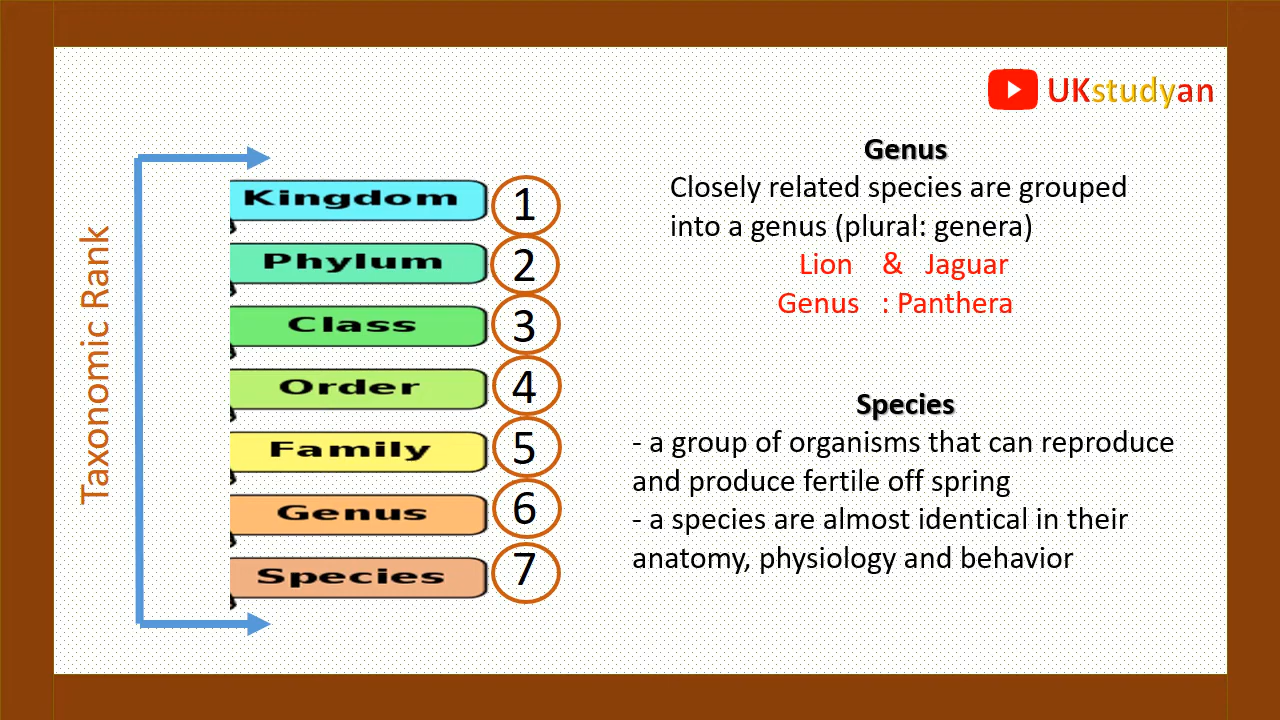 UKstudyan
Taxonomic Rank
Kingdom 1
Phylum 2
Class 3
Order 4
Family 5
Genus 6
Species 7
Genus
Closely related species are grouped
into a genus (plural: genera)
Lion & Jaguar
Genus : Panthera
Species
- a group of organisms that can reproduce
and produce fertile off spring
- a species are almost identical in their
anatomy, physiology and behavior